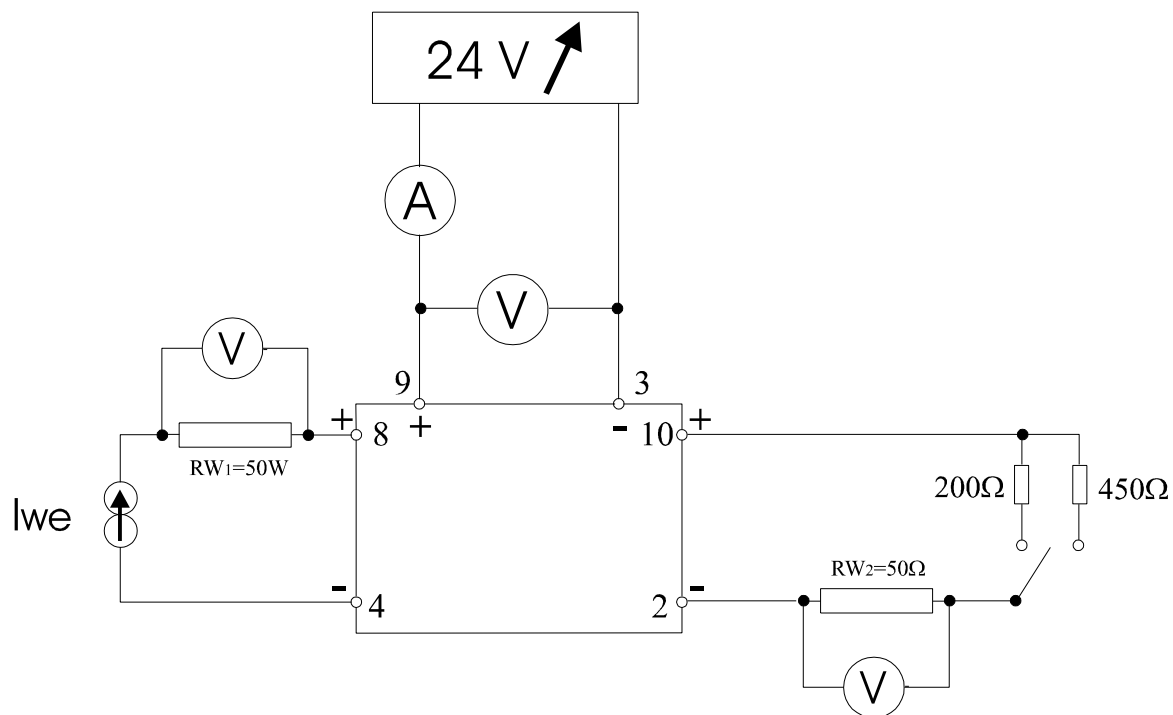 24 V
A
V
V
9
3
+
8
+
-
10
+
RW1=50W
200Ω
450Ω
Iwe
-
4
2
-
RW2=50Ω
V